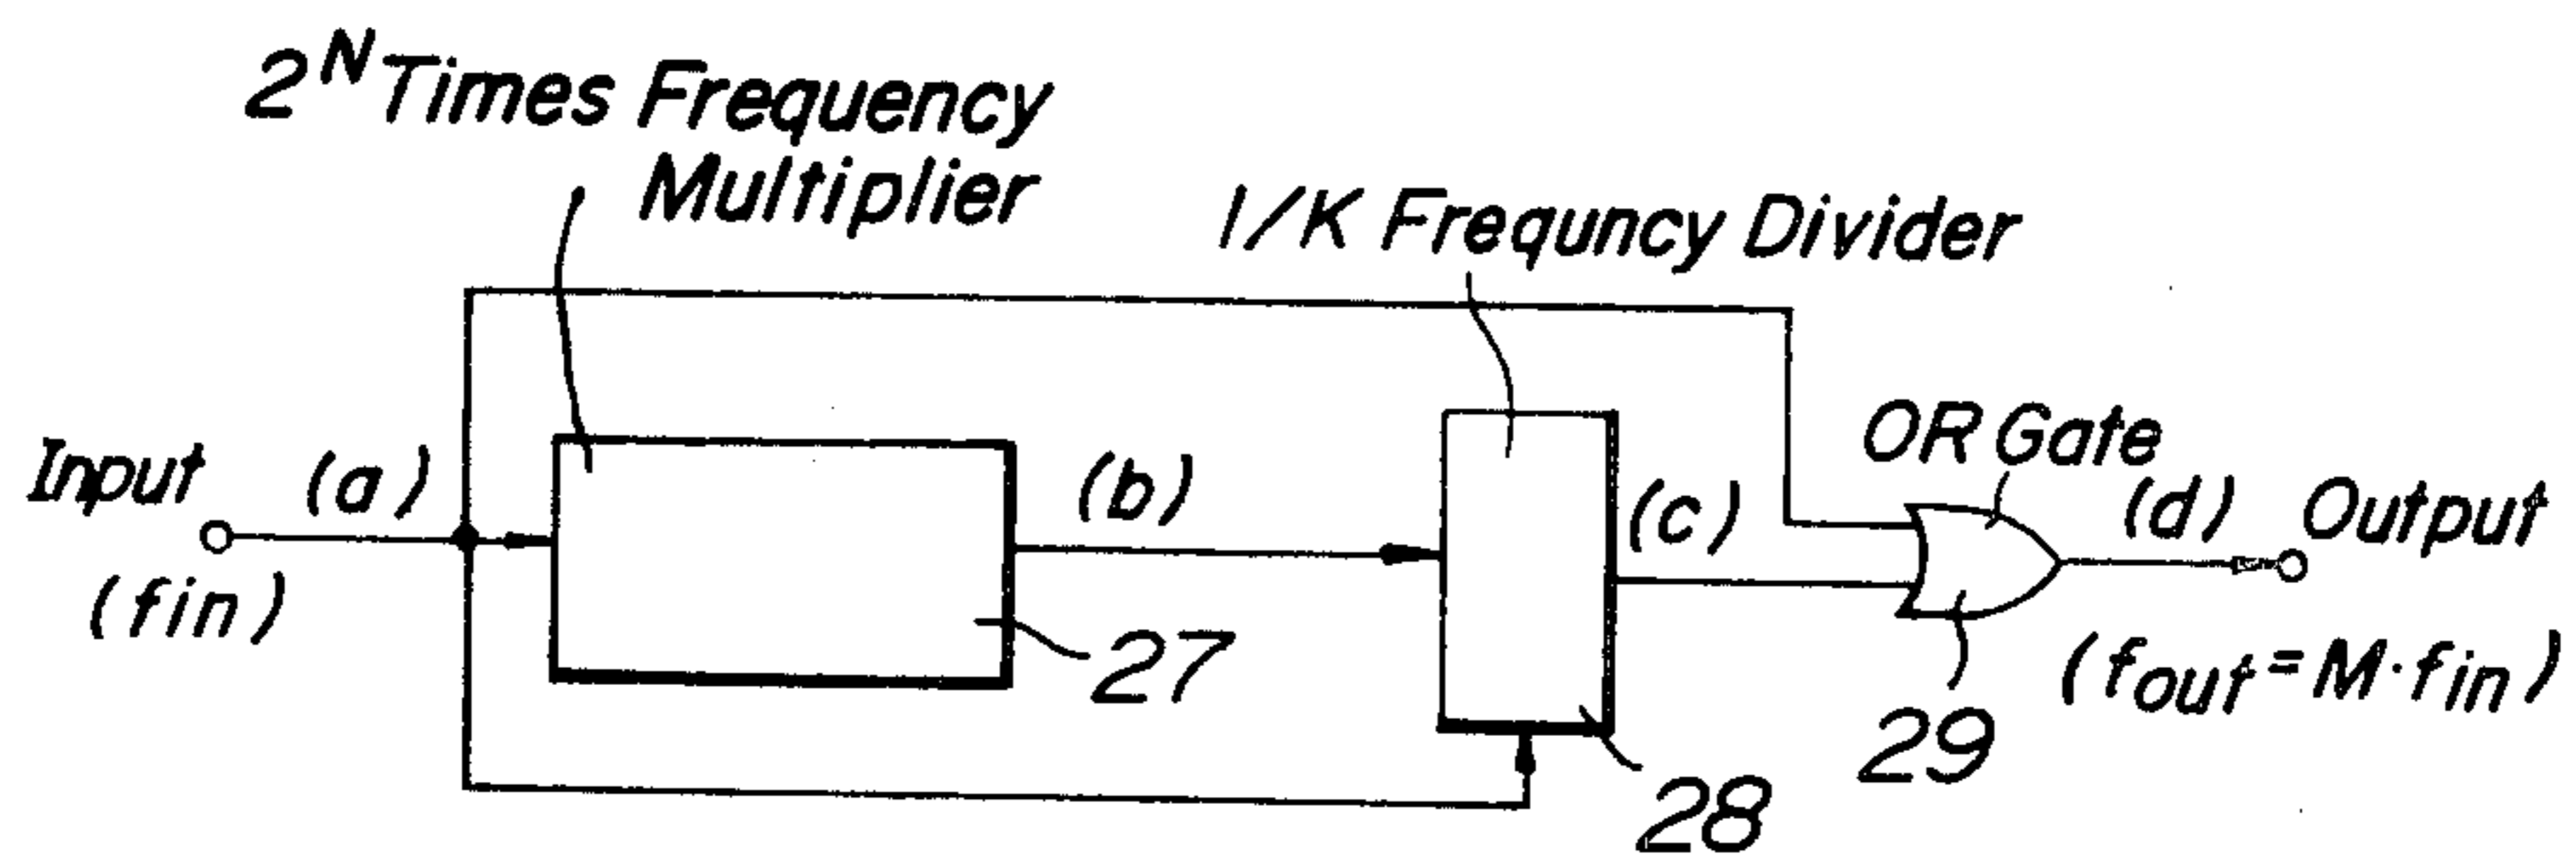 2^N Times Frequency
Multiplier
1/K Frequncy Divider
OR Gate
Input
(a)
(b)
(c)
(d)
Output
(fin)
(fout=M·fin)
27
28
29